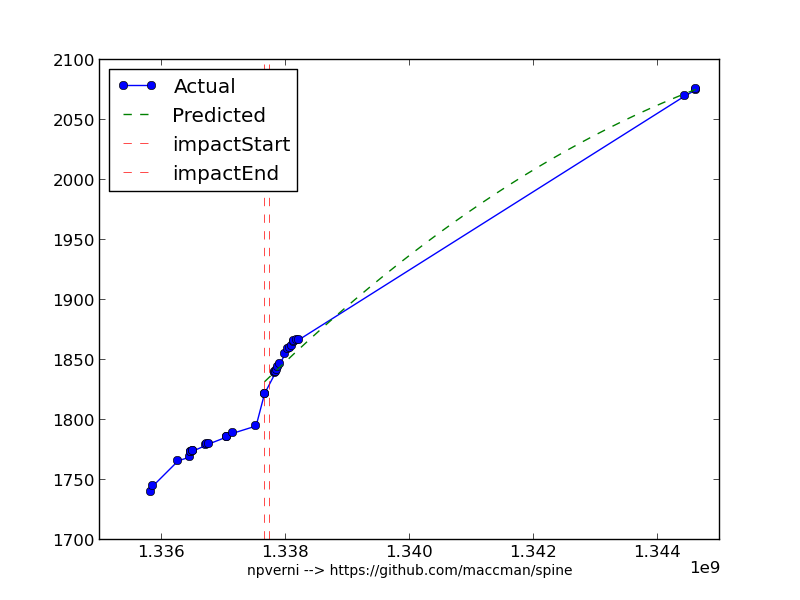 2100
2050
2000
1950
1900
1850
1800
1750
1700
Actual
Predicted
impactStart
impactEnd
1.336 1.338 1.340 1.342 1.344
1e9
npverni --> https://github.com/maccman/spine